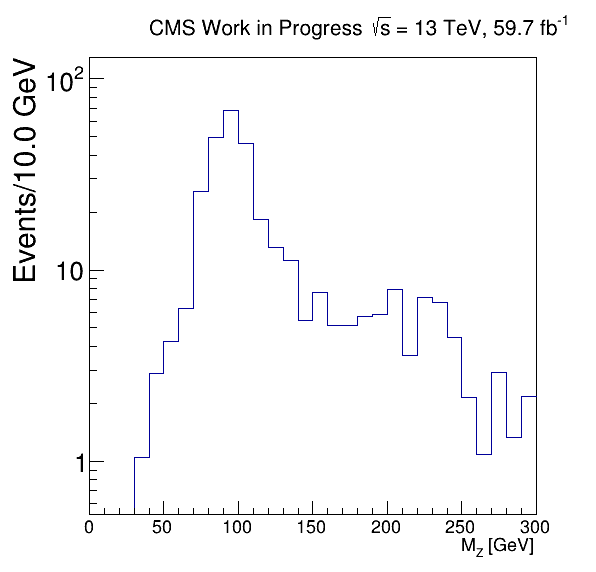 CMS Work in Progress √s = 13 TeV, 59.7 fb⁻¹
Events/10.0 GeV
10²
10
1
0 50 100 150 200 250 300
M_Z [GeV]